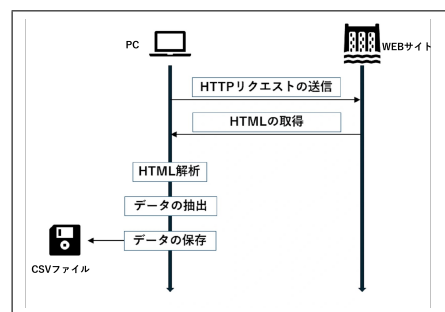 PC
WEBサイト
HTTPリクエストの送信
HTMLの取得
HTML解析
データの抽出
データの保存
CSVファイル